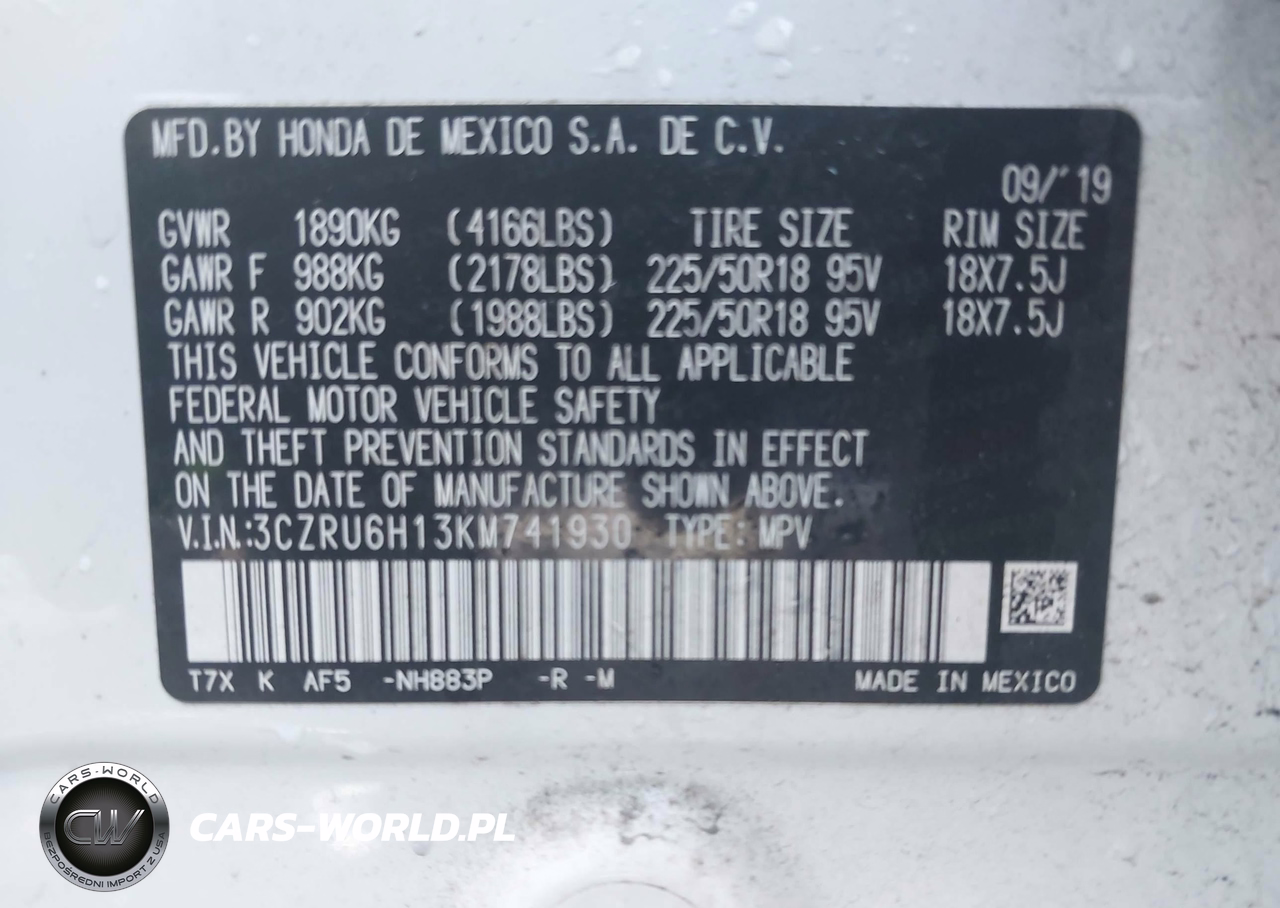 MFD.BY HONDA DE MEXICO S.A. DE C.V.
09/'19
GVWR 1890KG (4166LBS) TIRE SIZE RIM SIZE
GAWR F 988KG (2178LBS) 225/50R18 95V 18X7.5J
GAWR R 902KG (1988LBS) 225/50R18 95V 18X7.5J
THIS VEHICLE CONFORMS TO ALL APPLICABLE
FEDERAL MOTOR VEHICLE SAFETY
AND THEFT PREVENTION STANDARDS IN EFFECT
ON THE DATE OF MANUFACTURE SHOWN ABOVE.
V.I.N.:3CZRU6H13KM741930 TYPE: MPV
T7X K AF5 -NH883P -R -M MADE IN MEXICO
CARS-WORLD
CW
BEZPOŚREDNI IMPORT Z USA
CARS-WORLD.PL